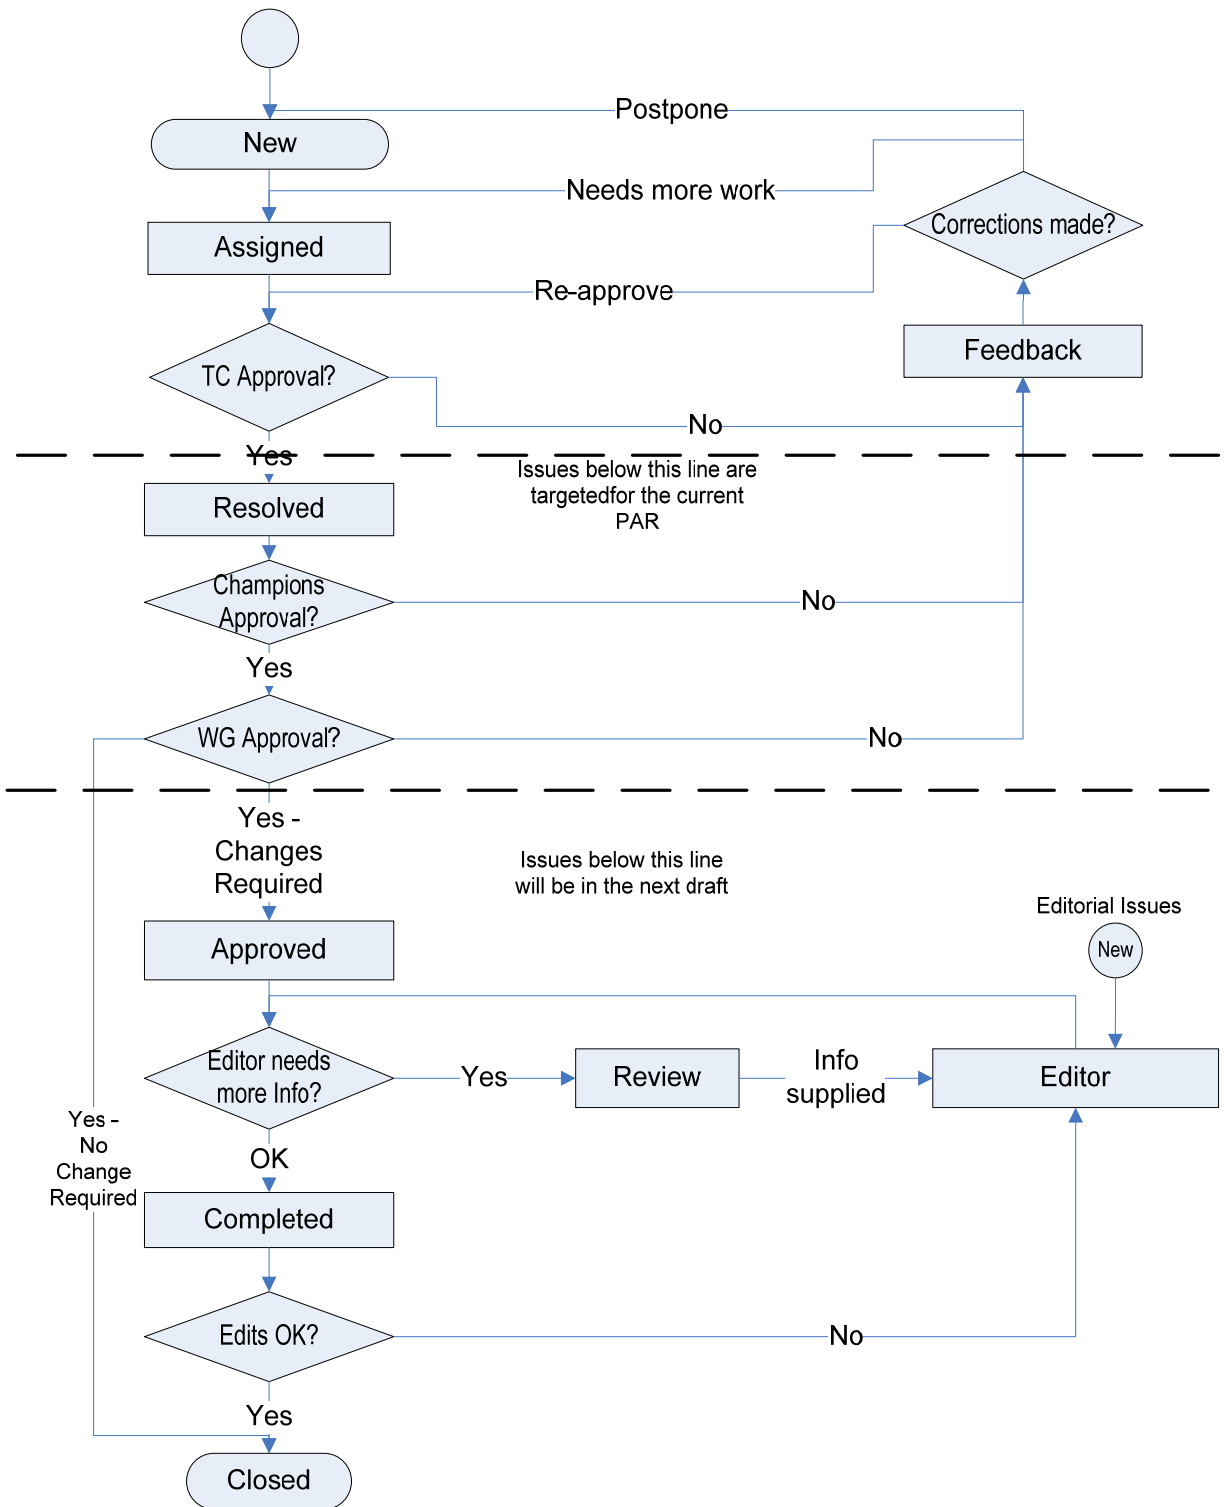 Postpone
New
Needs more work
Corrections made?
Assigned
Re-approve
Feedback
TC Approval?
No
Yes
Issues below this line are
targetedfor the current
PAR
Resolved
Champions
Approval?
No
Yes
WG Approval?
No
Yes -
Changes
Required
Issues below this line
will be in the next draft
Editorial Issues
New
Approved
Editor needs
more Info?
Yes
Review
Info
supplied
Editor
Yes -
No
Change
Required
OK
Completed
Edits OK?
No
Yes
Closed